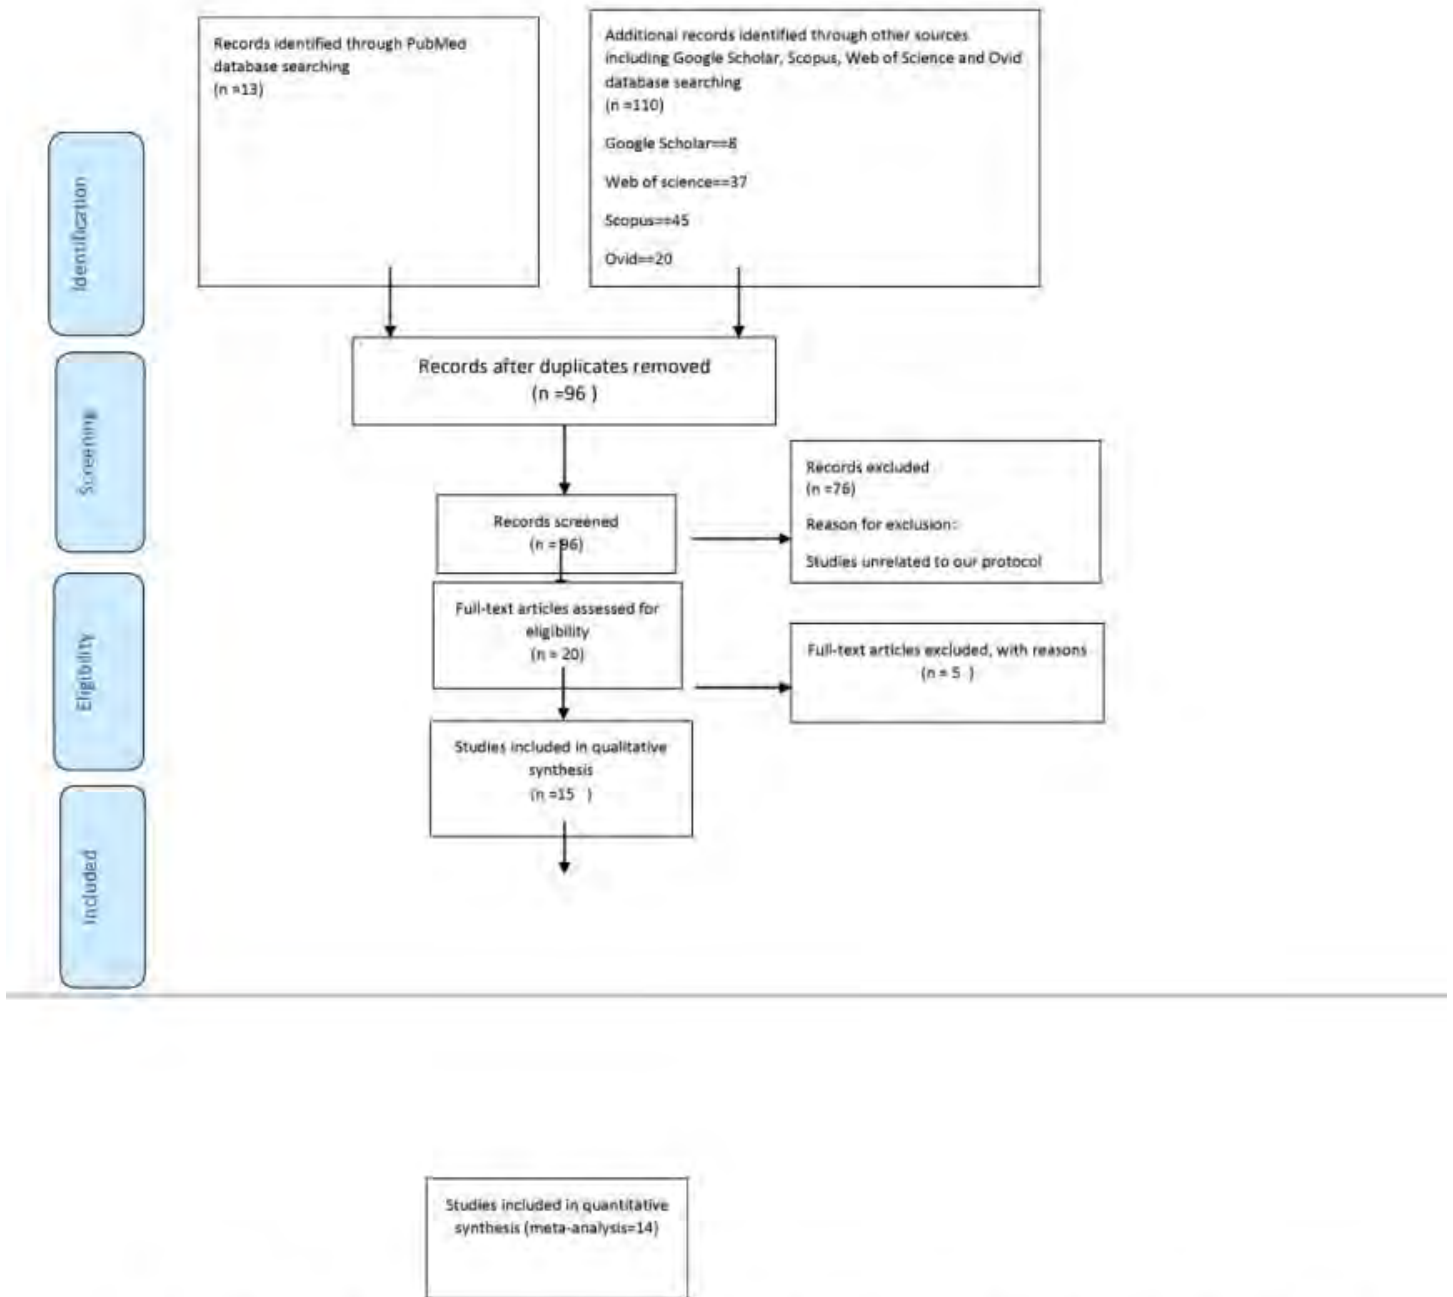 Records identified through PubMed
database searching
(n =13)
Additional records identified through other sources
including Google Scholar, Scopus, Web of Science and Ovid
database searching
(n =110)
Google Scholar==8
Web of science==37
Scopus==45
Ovid==20
Identification
Records after duplicates removed
(n =96 )
Screening
Records screened
(n = 96)
Records excluded
(n =76)
Reason for exclusion:
Studies unrelated to our protocol
Eligibility
Full-text articles assessed for
eligibility
(n = 20)
Full-text articles excluded, with reasons
(n = 5 )
Studies included in qualitative
synthesis
(n =15 )
Included
Studies included in quantitative
synthesis (meta-analysis=14)